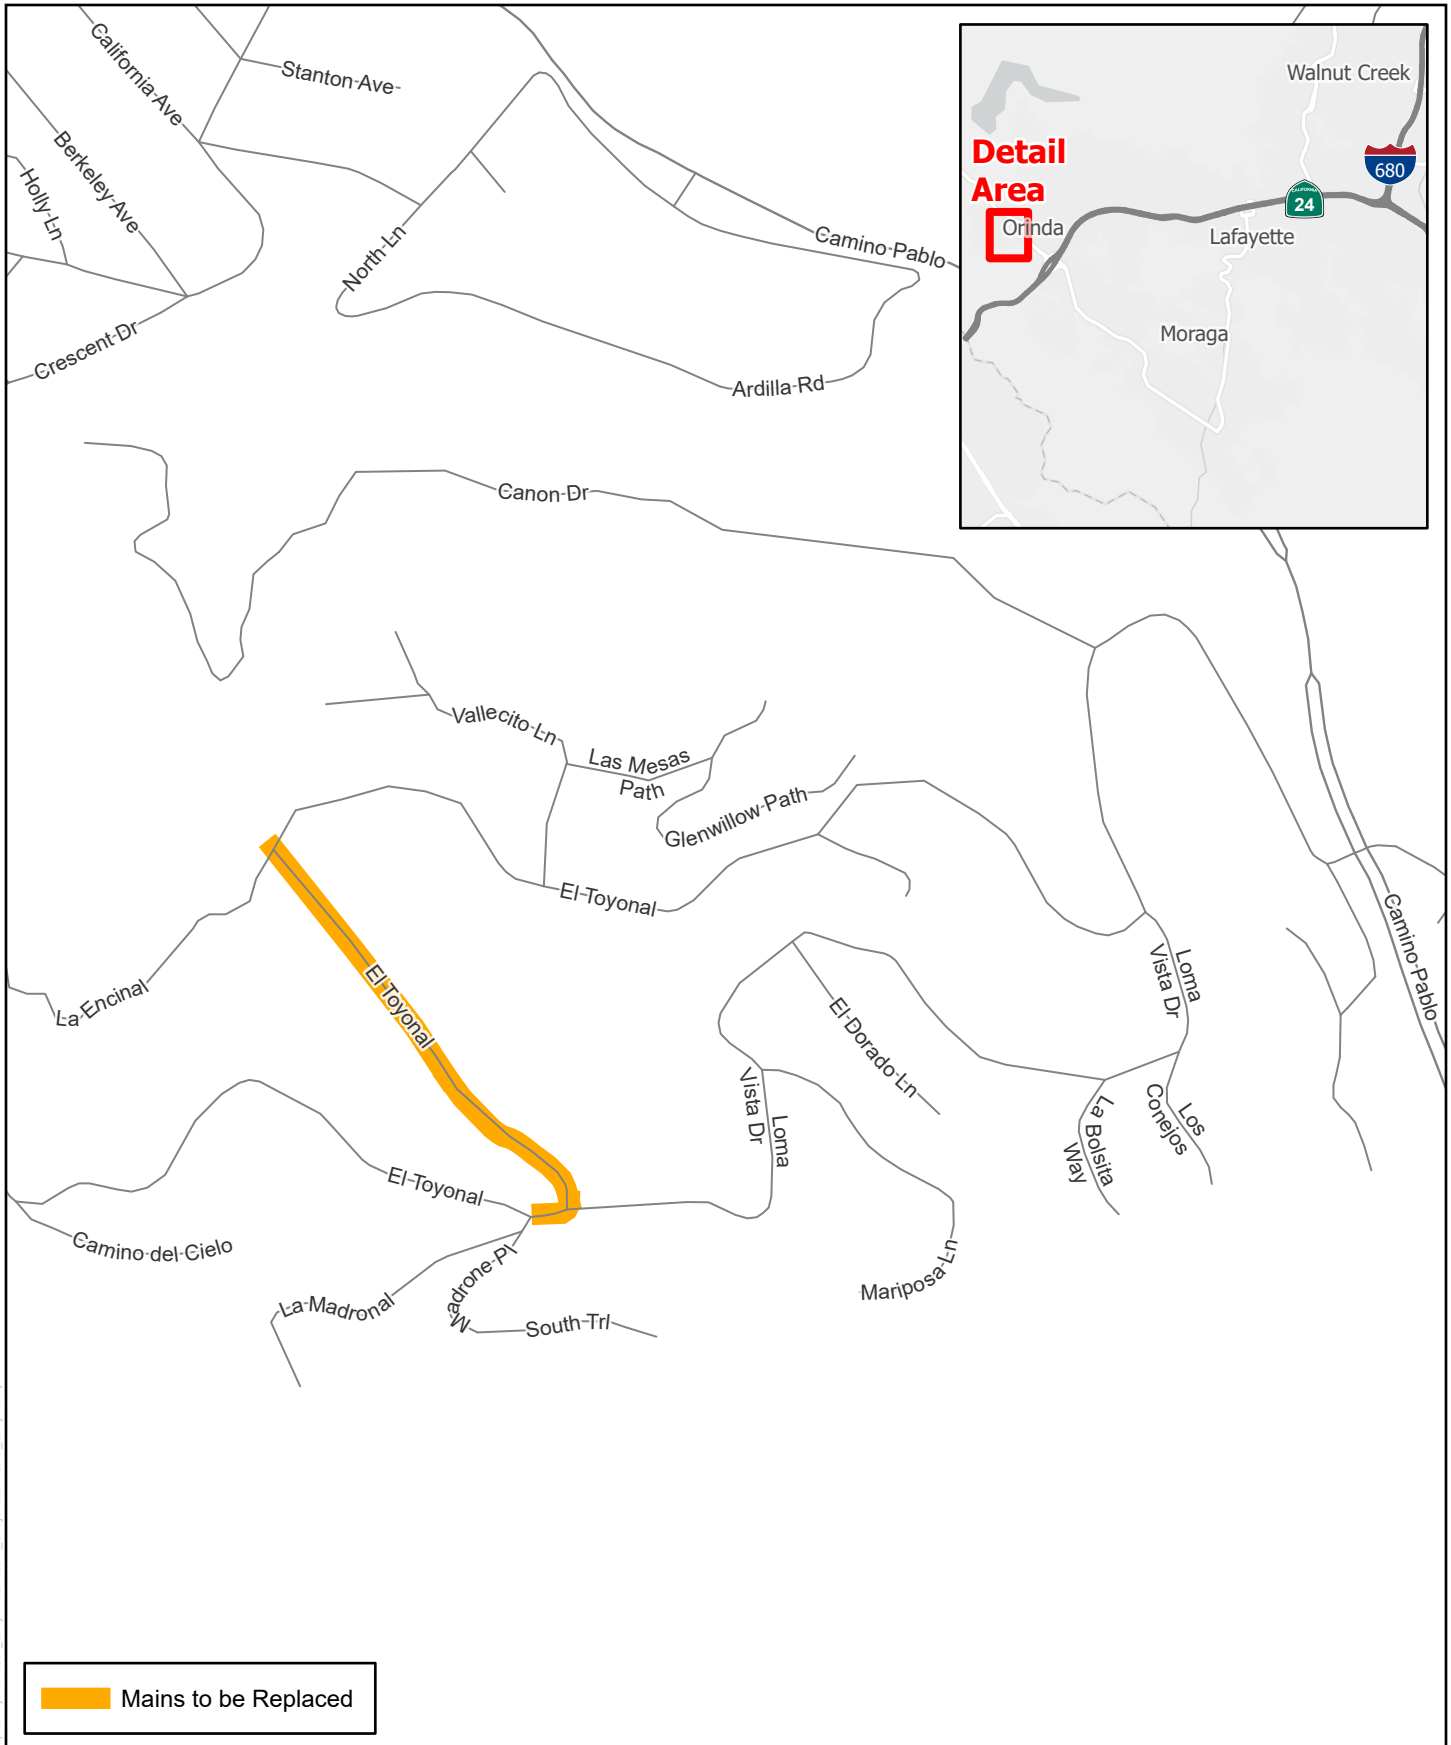 California Ave
Stanton Ave
Berkeley Ave
Holly Ln
North Ln
Camino Pablo
Crescent Dr
Ardilla Rd
Walnut Creek
Detail
Area
680
CALIFORNIA
24
Orinda
Lafayette
Moraga
Canon Dr
Vallecito Ln
Las Mesas
Path
Glenwillow Path
El Toyonal
Camino Pablo
La Encinal
El Toyonal
Loma
Vista Dr
El Dorado Ln
Vista Dr
Loma
La Bolsita
Way
Los
Conejos
El Toyonal
Camino del Cielo
Madrone Pl
La Madronal
South Trl
Mariposa Ln
Mains to be Replaced